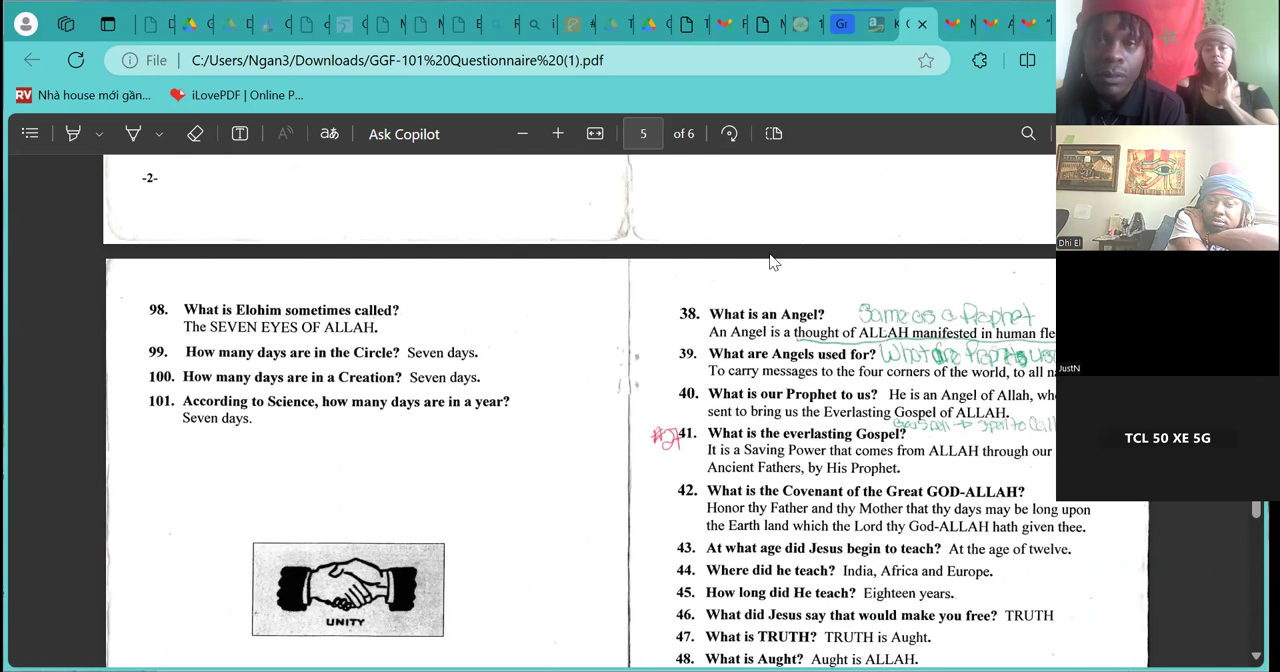 File
C:/Users/Ngan3/Downloads/GGF-101%20Questionnaire%20(1).pdf
Nhà house mới gần...
iLovePDF | Online P...
Ask Copilot
5 of 6
-2-
98. What is Elohim sometimes called?
The SEVEN EYES OF ALLAH.
99. How many days are in the Circle? Seven days.
100. How many days are in a Creation? Seven days.
101. According to Science, how many days are in a year?
Seven days.
UNITY
38. What is an Angel? Same as a Prophet
An Angel is a thought of ALLAH manifested in human fle
39. What are Angels used for? What are Prophets
To carry messages to the four corners of the world, to all n
40. What is our Prophet to us? He is an Angel of Allah, wh
sent to bring us the Everlasting Gospel of ALLAH.
#27
41. What is the everlasting Gospel?
It is a Saving Power that comes from ALLAH through our
Ancient Fathers, by His Prophet.
42. What is the Covenant of the Great GOD-ALLAH?
Honor thy Father and thy Mother that thy days may be long upon
the Earth land which the Lord thy God-ALLAH hath given thee.
43. At what age did Jesus begin to teach? At the age of twelve.
44. Where did he teach? India, Africa and Europe.
45. How long did He teach? Eighteen years.
46. What did Jesus say that would make you free? TRUTH
47. What is TRUTH? TRUTH is Aught.
48. What is Aught? Aught is ALLAH.
Dhi El
JustN
TCL 50 XE 5G